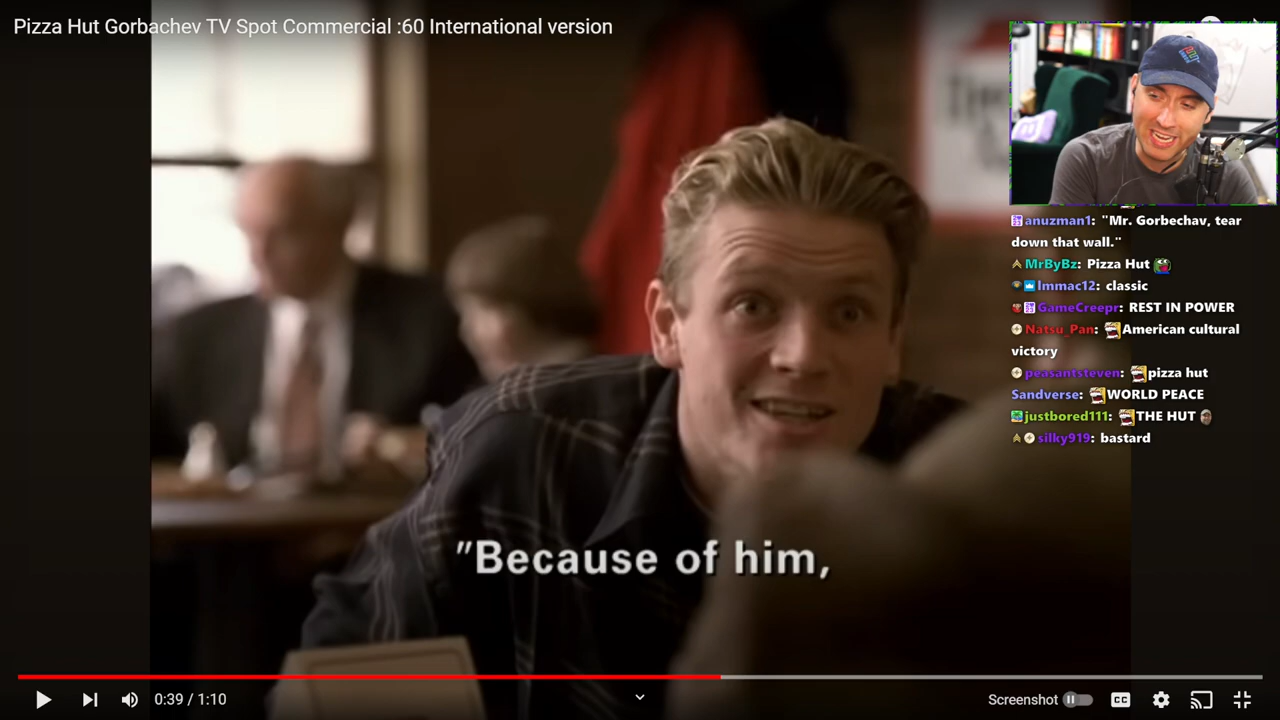 Pizza Hut Gorbachev TV Spot Commercial :60 International version
anuzman1: "Mr. Gorbechav, tear
down that wall."
MrByBz: Pizza Hut
lmmac12: classic
GameCreepr: REST IN POWER
Natsu_Pan: American cultural
victory
peasantsteven: pizza hut
Sandverse: WORLD PEACE
justbored111: THE HUT
silky919: bastard
"Because of him,
0:39 / 1:10
Screenshot
CC